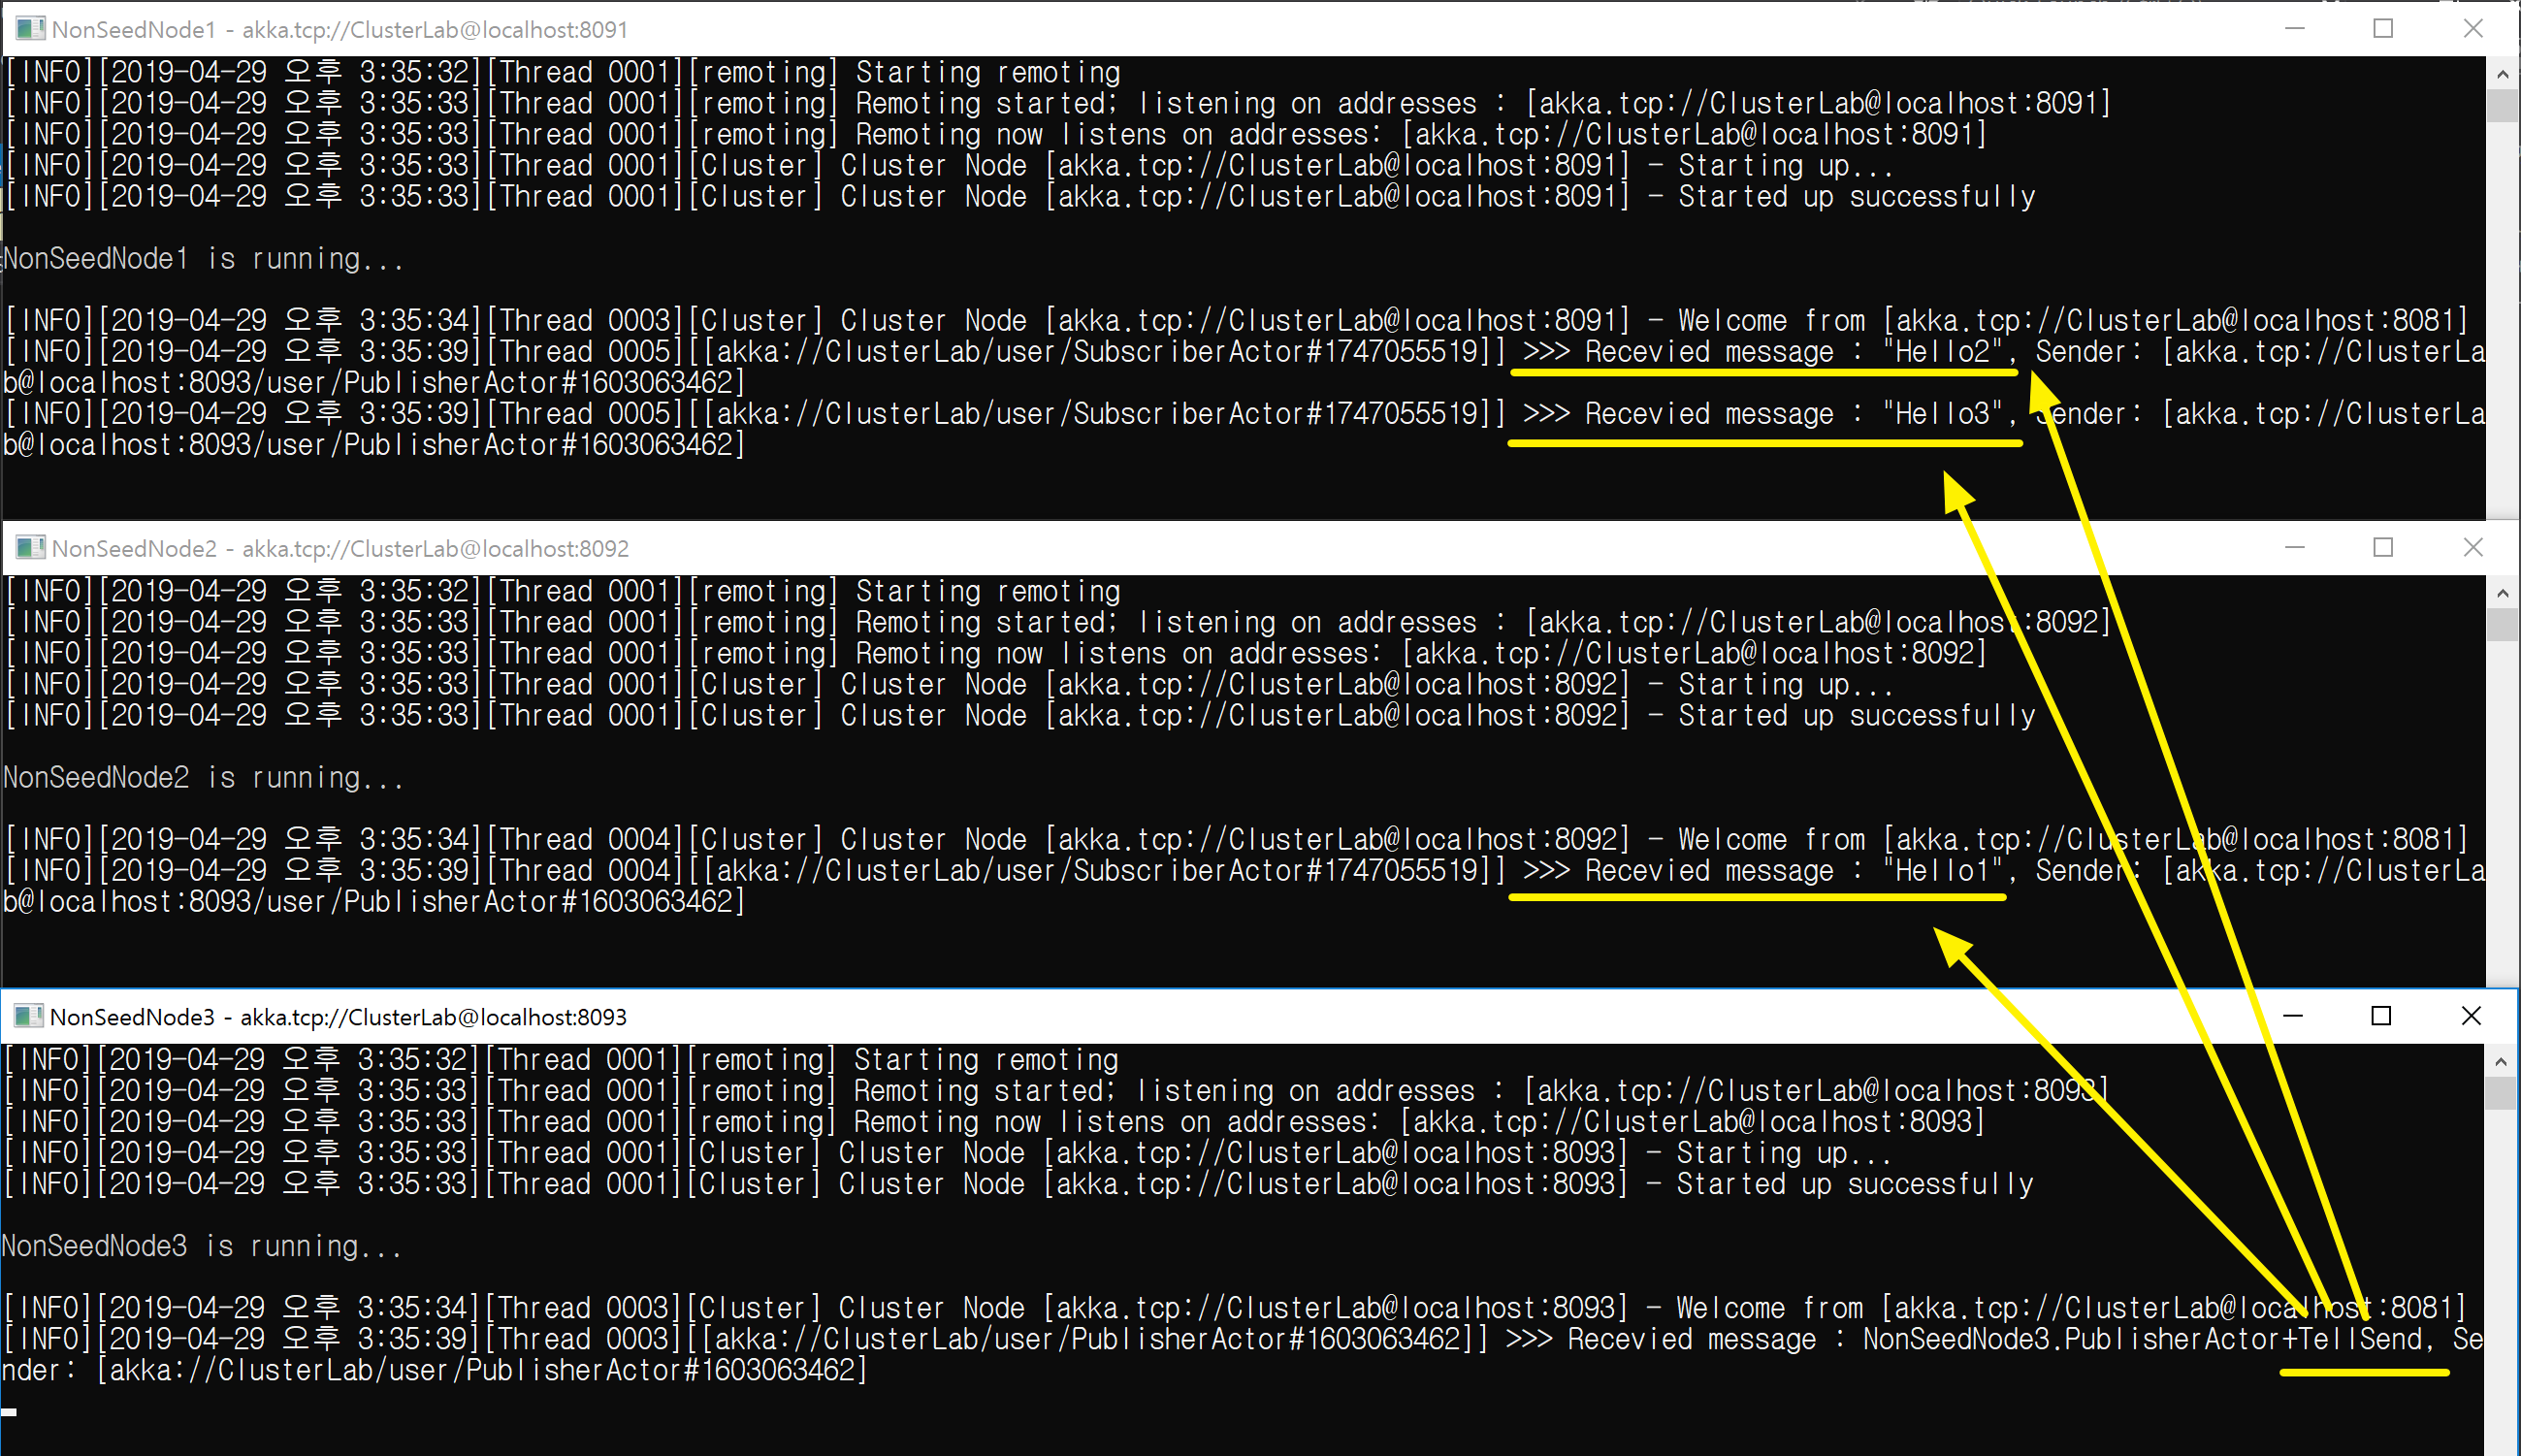 NonSeedNode1 - akka.tcp://ClusterLab@localhost:8091
[INFO][2019-04-29 오후 3:35:32][Thread 0001][remoting] Starting remoting
[INFO][2019-04-29 오후 3:35:33][Thread 0001][remoting] Remoting started; listening on addresses : [akka.tcp://ClusterLab@localhost:8091]
[INFO][2019-04-29 오후 3:35:33][Thread 0001][remoting] Remoting now listens on addresses: [akka.tcp://ClusterLab@localhost:8091]
[INFO][2019-04-29 오후 3:35:33][Thread 0001][Cluster] Cluster Node [akka.tcp://ClusterLab@localhost:8091] - Starting up...
[INFO][2019-04-29 오후 3:35:33][Thread 0001][Cluster] Cluster Node [akka.tcp://ClusterLab@localhost:8091] - Started up successfully
NonSeedNode1 is running...
[INFO][2019-04-29 오후 3:35:34][Thread 0003][Cluster] Cluster Node [akka.tcp://ClusterLab@localhost:8091] - Welcome from [akka.tcp://ClusterLab@localhost:8081]
[INFO][2019-04-29 오후 3:35:39][Thread 0005][[akka://ClusterLab/user/SubscriberActor#1747055519]] >>> Recevied message : "Hello2", Sender: [akka.tcp://ClusterLa
b@localhost:8093/user/PublisherActor#1603063462]
[INFO][2019-04-29 오후 3:35:39][Thread 0005][[akka://ClusterLab/user/SubscriberActor#1747055519]] >>> Recevied message : "Hello3", Sender: [akka.tcp://ClusterLa
b@localhost:8093/user/PublisherActor#1603063462]
NonSeedNode2 - akka.tcp://ClusterLab@localhost:8092
[INFO][2019-04-29 오후 3:35:32][Thread 0001][remoting] Starting remoting
[INFO][2019-04-29 오후 3:35:33][Thread 0001][remoting] Remoting started; listening on addresses : [akka.tcp://ClusterLab@localhost:8092]
[INFO][2019-04-29 오후 3:35:33][Thread 0001][remoting] Remoting now listens on addresses: [akka.tcp://ClusterLab@localhost:8092]
[INFO][2019-04-29 오후 3:35:33][Thread 0001][Cluster] Cluster Node [akka.tcp://ClusterLab@localhost:8092] - Starting up...
[INFO][2019-04-29 오후 3:35:33][Thread 0001][Cluster] Cluster Node [akka.tcp://ClusterLab@localhost:8092] - Started up successfully
NonSeedNode2 is running...
[INFO][2019-04-29 오후 3:35:34][Thread 0004][Cluster] Cluster Node [akka.tcp://ClusterLab@localhost:8092] - Welcome from [akka.tcp://ClusterLab@localhost:8081]
[INFO][2019-04-29 오후 3:35:39][Thread 0004][[akka://ClusterLab/user/SubscriberActor#1747055519]] >>> Recevied message : "Hello1", Sender: [akka.tcp://ClusterLa
b@localhost:8093/user/PublisherActor#1603063462]
NonSeedNode3 - akka.tcp://ClusterLab@localhost:8093
[INFO][2019-04-29 오후 3:35:32][Thread 0001][remoting] Starting remoting
[INFO][2019-04-29 오후 3:35:33][Thread 0001][remoting] Remoting started; listening on addresses : [akka.tcp://ClusterLab@localhost:8093]
[INFO][2019-04-29 오후 3:35:33][Thread 0001][remoting] Remoting now listens on addresses: [akka.tcp://ClusterLab@localhost:8093]
[INFO][2019-04-29 오후 3:35:33][Thread 0001][Cluster] Cluster Node [akka.tcp://ClusterLab@localhost:8093] - Starting up...
[INFO][2019-04-29 오후 3:35:33][Thread 0001][Cluster] Cluster Node [akka.tcp://ClusterLab@localhost:8093] - Started up successfully
NonSeedNode3 is running...
[INFO][2019-04-29 오후 3:35:34][Thread 0003][Cluster] Cluster Node [akka.tcp://ClusterLab@localhost:8093] - Welcome from [akka.tcp://ClusterLab@localhost:8081]
[INFO][2019-04-29 오후 3:35:39][Thread 0003][[akka://ClusterLab/user/PublisherActor#1603063462]] >>> Recevied message : NonSeedNode3.PublisherActor+TellSend, Se
nder: [akka://ClusterLab/user/PublisherActor#1603063462]